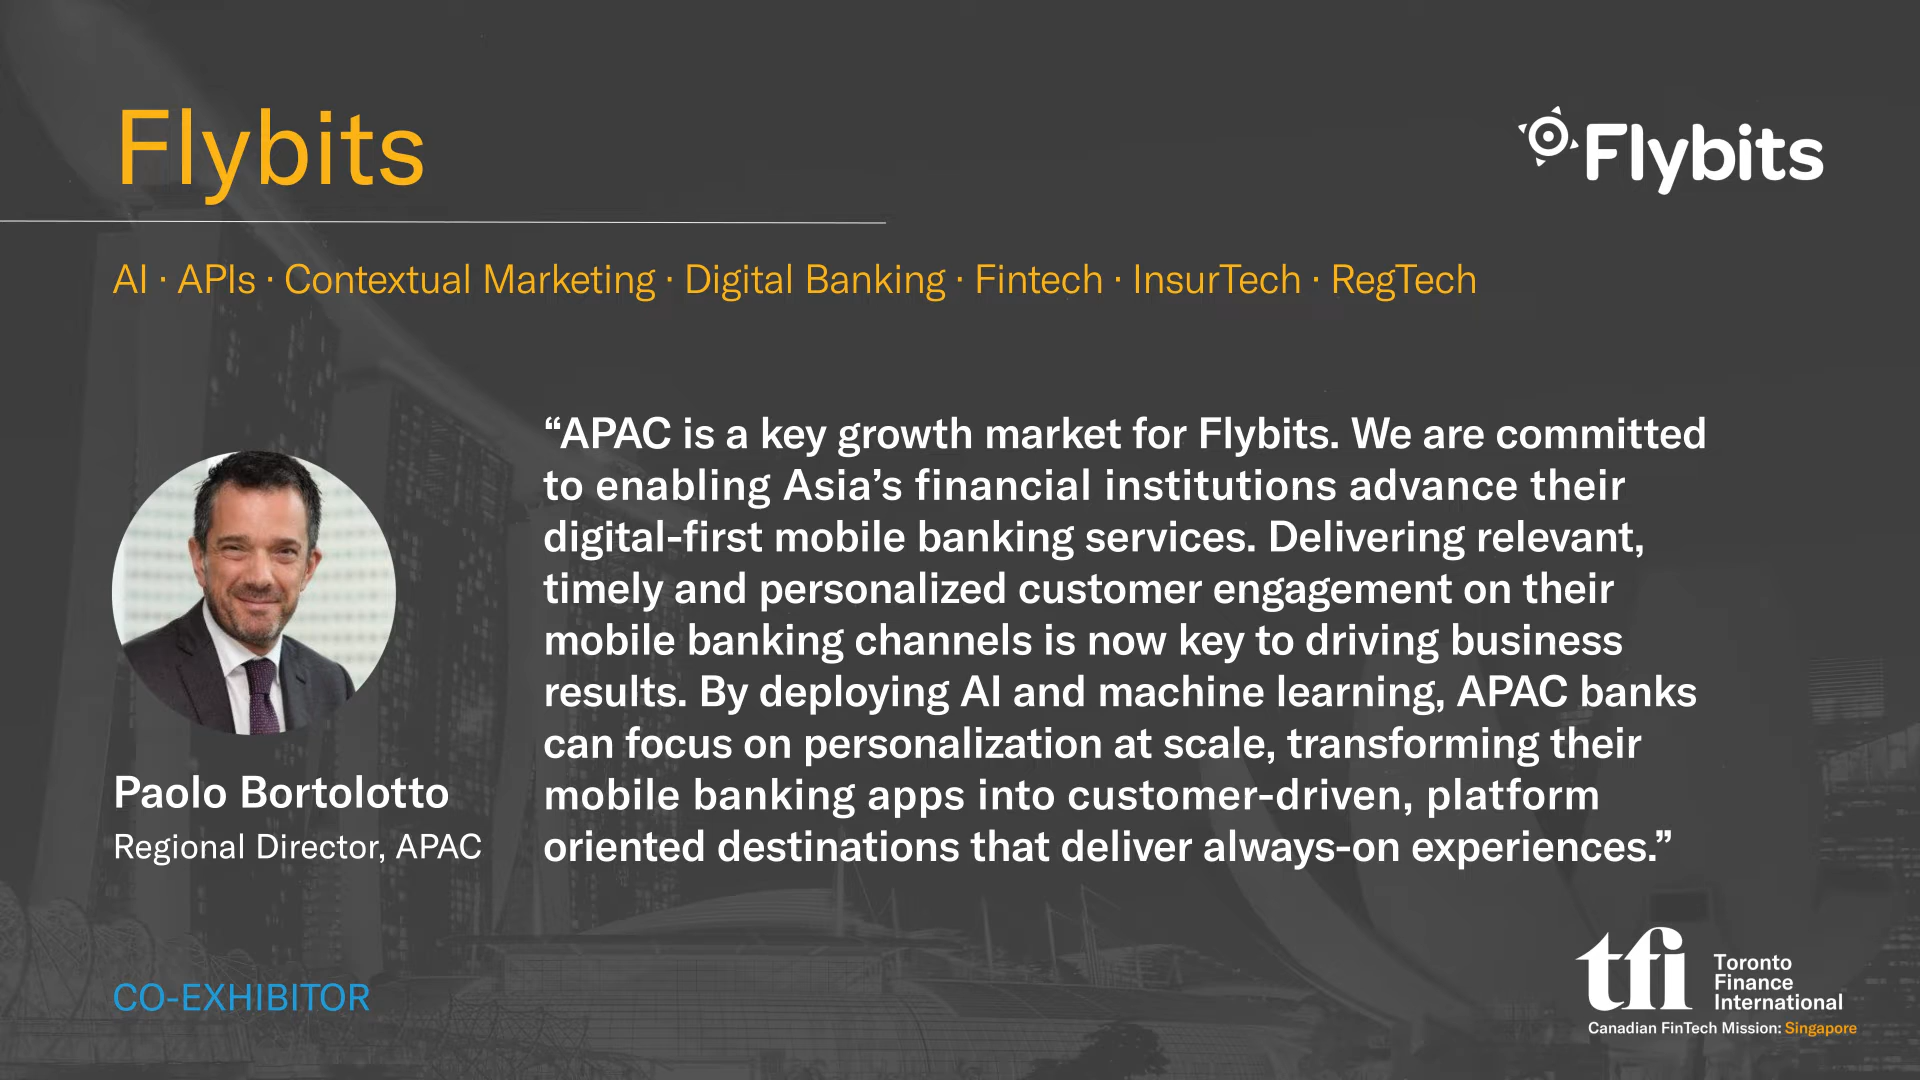 Flybits
Flybits
AI · APIs · Contextual Marketing · Digital Banking · Fintech · InsurTech · RegTech
“APAC is a key growth market for Flybits. We are committed
to enabling Asia’s financial institutions advance their
digital-first mobile banking services. Delivering relevant,
timely and personalized customer engagement on their
mobile banking channels is now key to driving business
results. By deploying AI and machine learning, APAC banks
can focus on personalization at scale, transforming their
mobile banking apps into customer-driven, platform
oriented destinations that deliver always-on experiences.”
Paolo Bortolotto
Regional Director, APAC
CO-EXHIBITOR
tfi
Toronto
Finance
International
Canadian FinTech Mission: Singapore